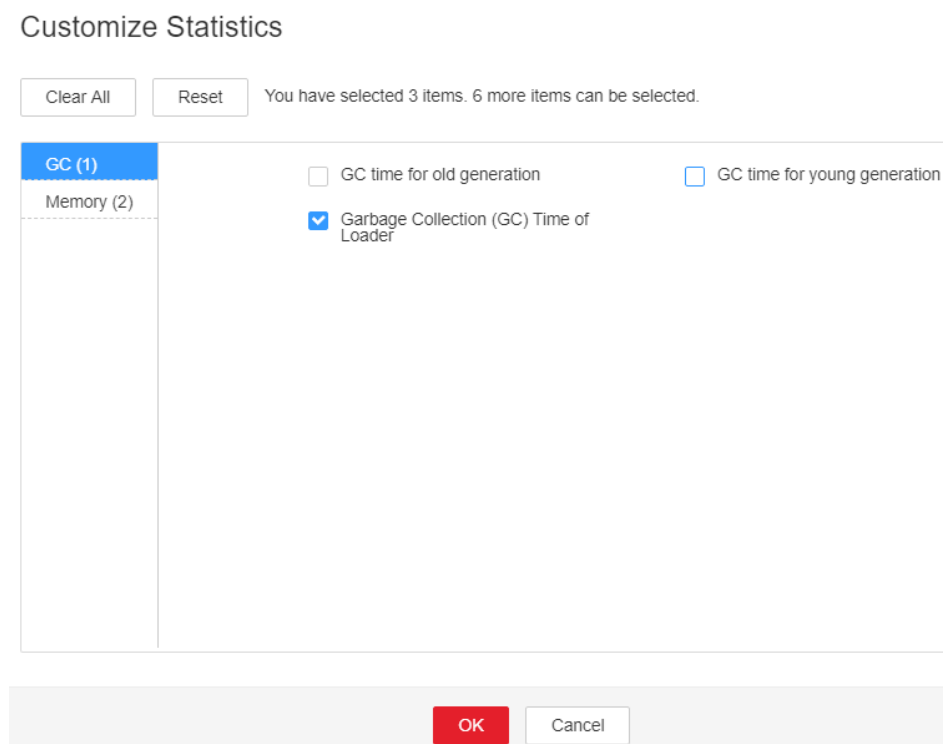 Customize Statistics
Clear All Reset You have selected 3 items. 6 more items can be selected.
GC (1)
Memory (2)
GC time for old generation GC time for young generation
Garbage Collection (GC) Time of
Loader
OK Cancel